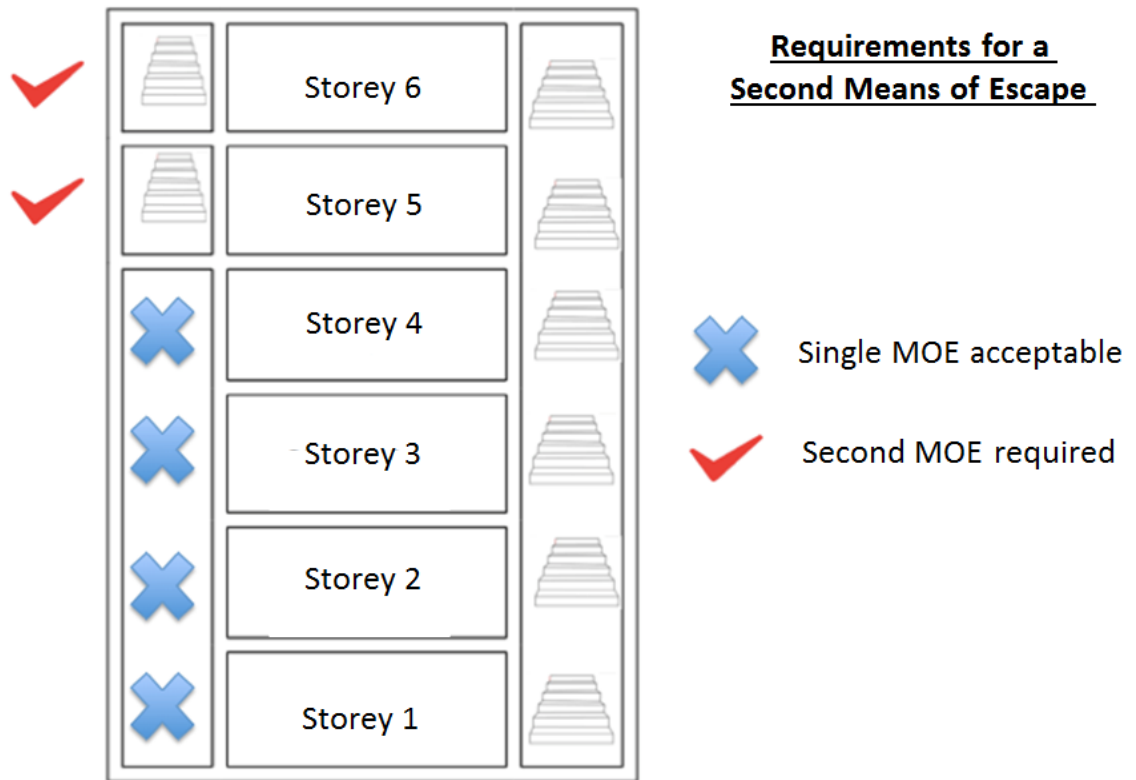 Requirements for a
Second Means of Escape
Storey 6
Storey 5
Storey 4
Storey 3
Storey 2
Storey 1
Single MOE acceptable
Second MOE required